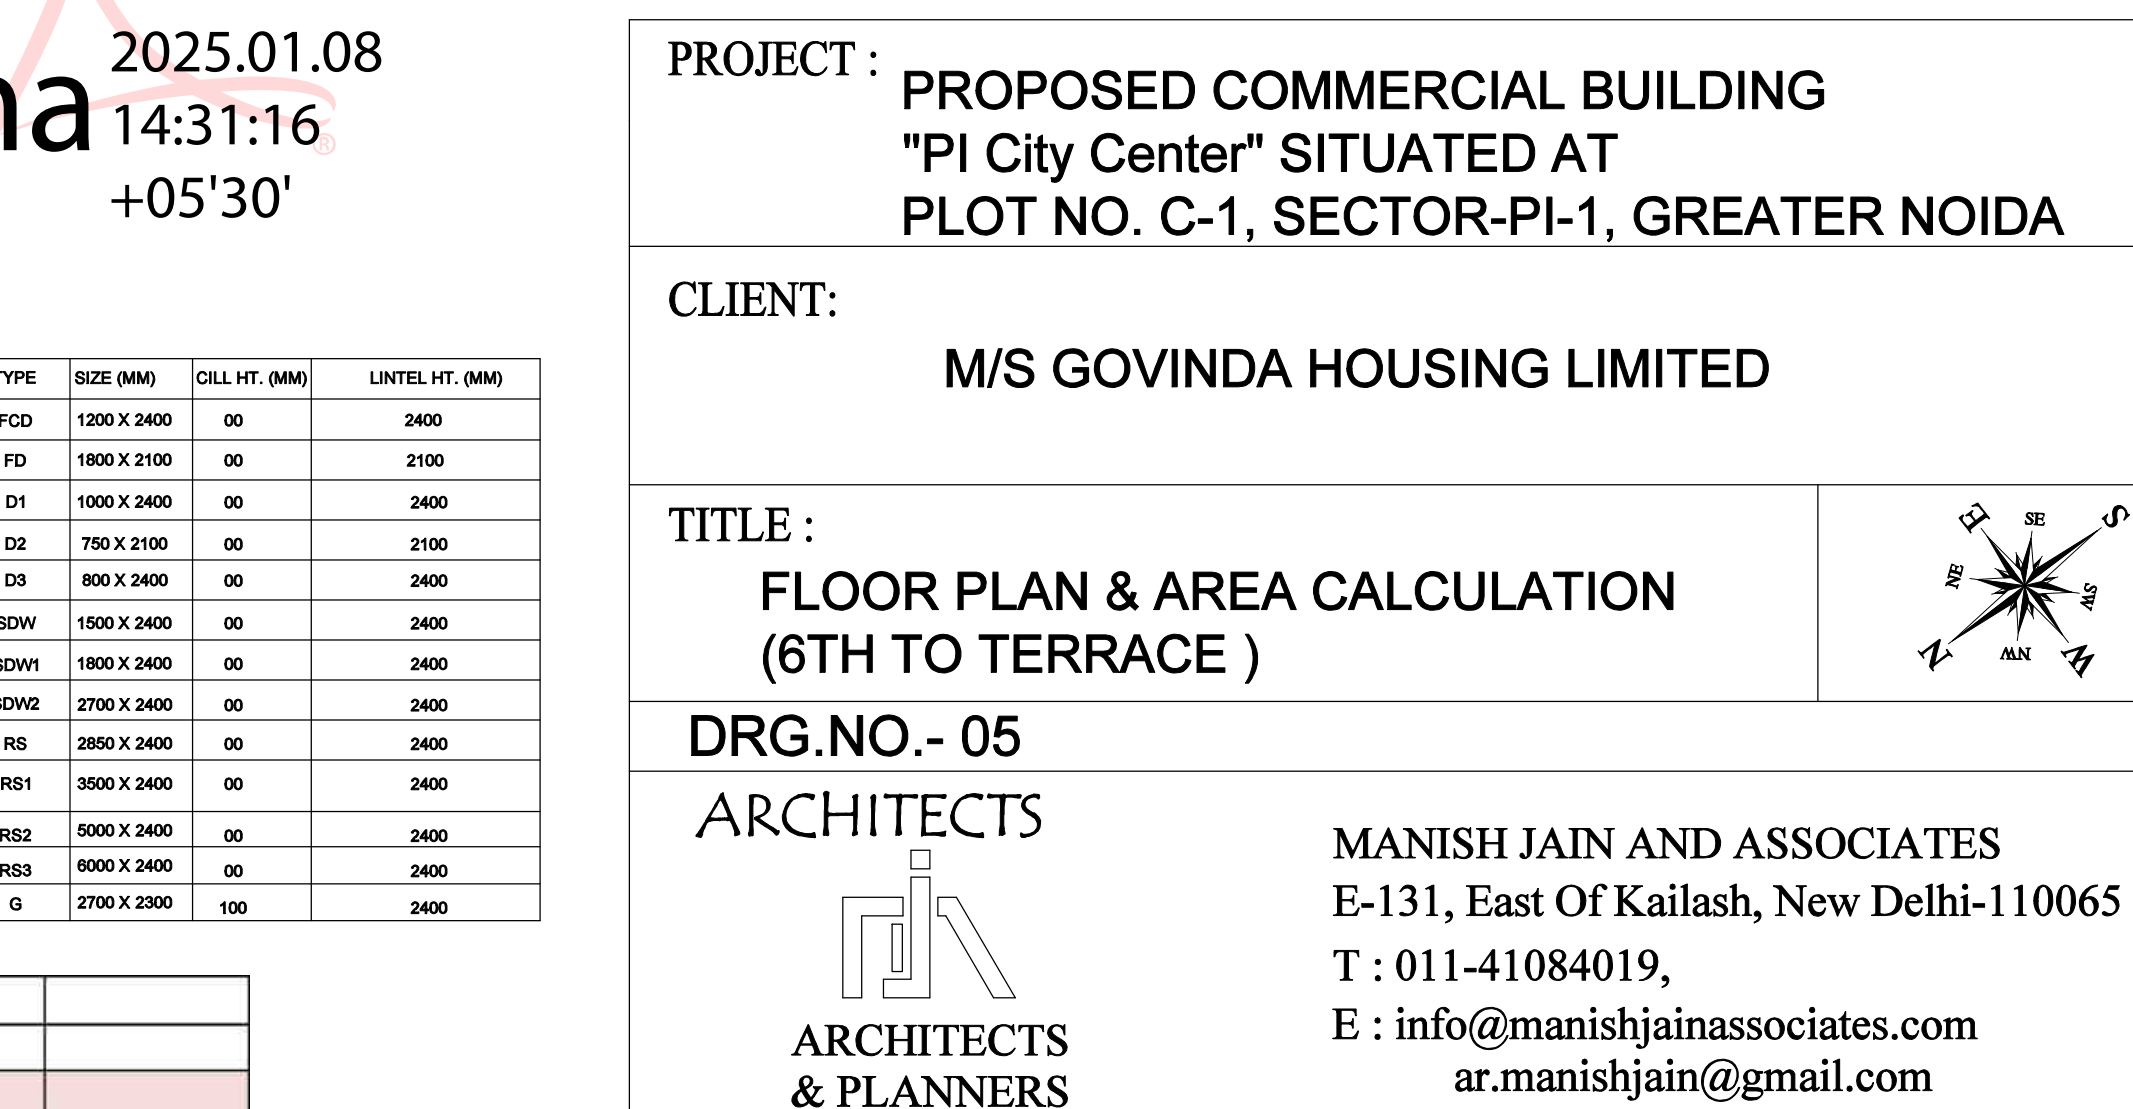 2025.01.08
14:31:16
+05'30'
SIZE (MM) CILL HT. (MM) LINTEL HT. (MM)
1200 X 2400 00 2400
FD 1800 X 2100 00 2100
D1 1000 X 2400 00 2400
D2 750 X 2100 00 2100
D3 800 X 2400 00 2400
1500 X 2400 00 2400
1800 X 2400 00 2400
2700 X 2400 00 2400
RS 2850 X 2400 00 2400
RS1 3500 X 2400 00 2400
RS2 5000 X 2400 00 2400
RS3 6000 X 2400 00 2400
G 2700 X 2300 100 2400
PROJECT :
PROPOSED COMMERCIAL BUILDING
"PI City Center" SITUATED AT
PLOT NO. C-1, SECTOR-PI-1, GREATER NOIDA
CLIENT:
M/S GOVINDA HOUSING LIMITED
TITLE :
FLOOR PLAN & AREA CALCULATION
(6TH TO TERRACE )
E SE S
NE SW
N NW W
DRG.NO.- 05
ARCHITECTS
ARCHITECTS
& PLANNERS
MANISH JAIN AND ASSOCIATES
E-131, East Of Kailash, New Delhi-110065
T : 011-41084019,
E : info@manishjainassociates.com
ar.manishjain@gmail.com